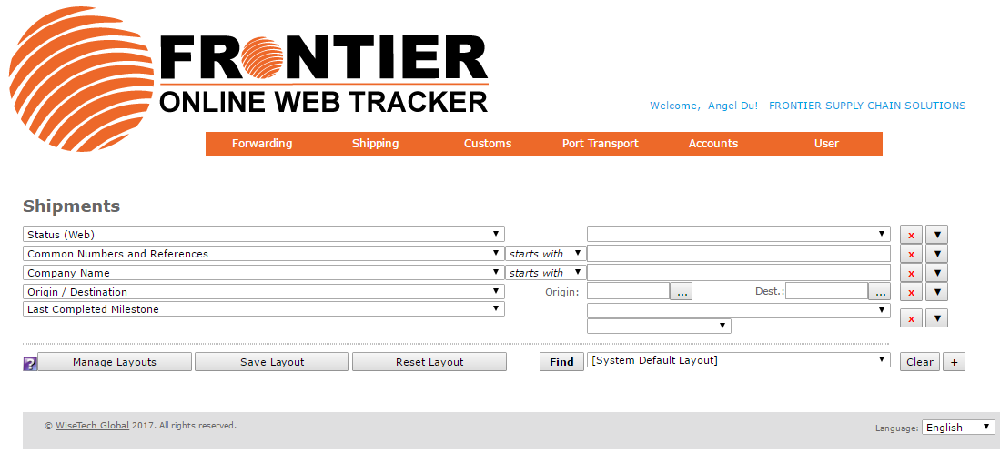 FRONTIER
ONLINE WEB TRACKER
Welcome, Angel Du! FRONTIER SUPPLY CHAIN SOLUTIONS
Forwarding Shipping Customs Port Transport Accounts User
Shipments
Status (Web) x
Common Numbers and References starts with x
Company Name starts with x
Origin / Destination Origin: ... Dest.: ... x
Last Completed Milestone x
? Manage Layouts Save Layout Reset Layout Find [System Default Layout] Clear +
© WiseTech Global 2017. All rights reserved. Language: English